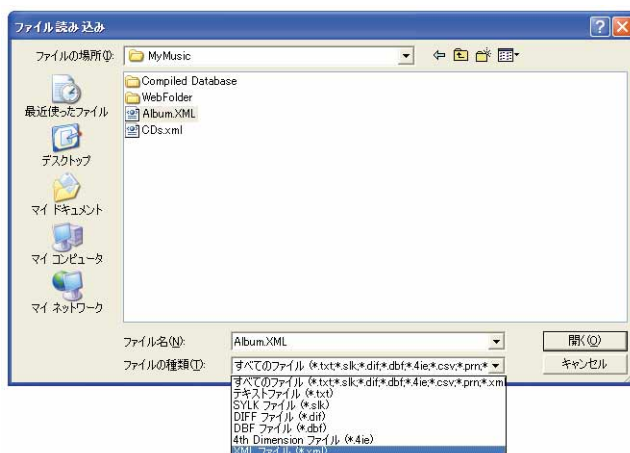 ファイル読み込み
ファイルの場所(I):
MyMusic
Compiled Database
WebFolder
Album.XML
CDs.xml
最近使ったファイル
デスクトップ
マイ ドキュメント
マイ コンピュータ
マイ ネットワーク
ファイル名(N):
Album.XML
開く(O)
ファイルの種類(T):
すべてのファイル (*.txt;*.slk;*.dif;*.dbf;*.4ie;*.csv;*.prn;*
キャンセル
すべてのファイル (*.txt;*.slk;*.dif;*.dbf;*.4ie;*.csv;*.prn;*.xml
テキストファイル (*.txt)
SYLK ファイル (*.slk)
DIFF ファイル (*.dif)
DBF ファイル (*.dbf)
4th Dimension ファイル (*.4ie)
XML ファイル (*.xml)